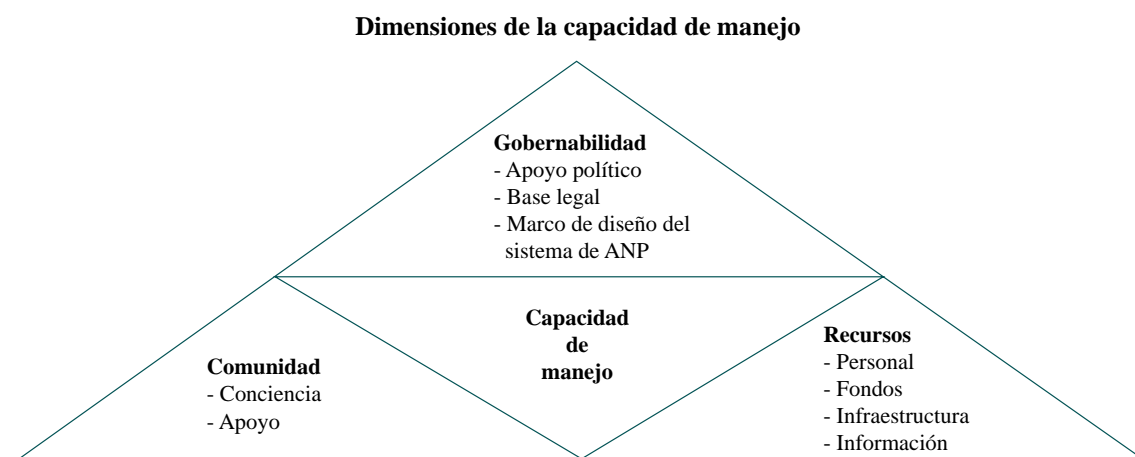 Dimensiones de la capacidad de manejo
Gobernabilidad
- Apoyo político
- Base legal
- Marco de diseño del
sistema de ANP
Capacidad
de
manejo
Comunidad
- Conciencia
- Apoyo
Recursos
- Personal
- Fondos
- Infraestructura
- Información